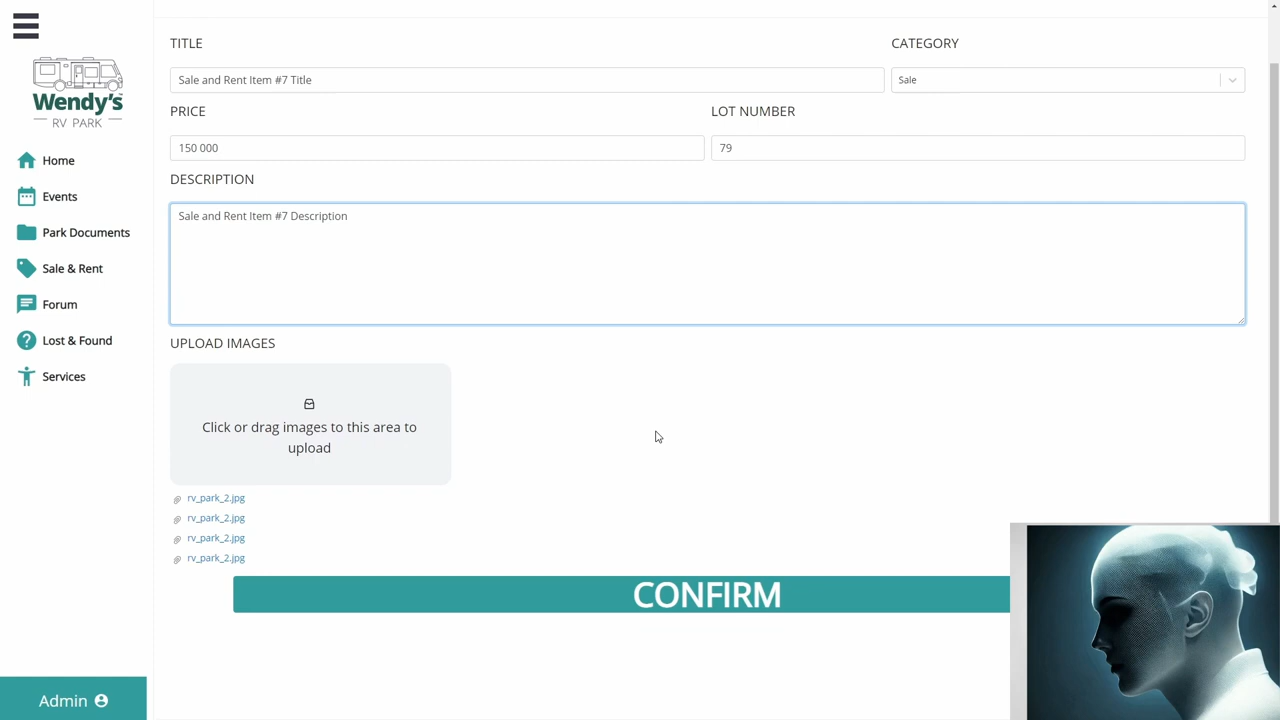 Wendy's
RV PARK
Home
Events
Park Documents
Sale & Rent
Forum
Lost & Found
Services
Admin
TITLE
Sale and Rent Item #7 Title
CATEGORY
Sale
PRICE
150 000
LOT NUMBER
79
DESCRIPTION
Sale and Rent Item #7 Description
UPLOAD IMAGES
Click or drag images to this area to
upload
rv_park_2.jpg
rv_park_2.jpg
rv_park_2.jpg
rv_park_2.jpg
CONFIRM